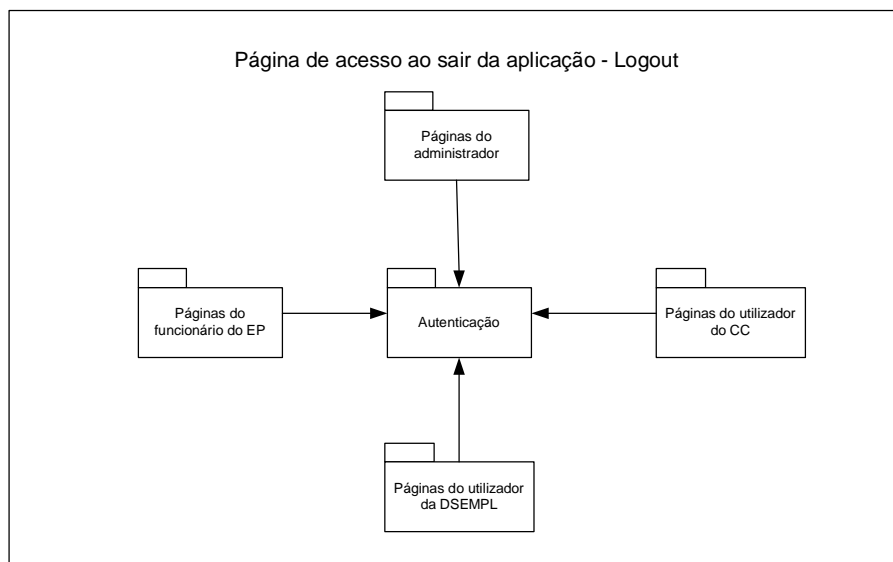 Página de acesso ao sair da aplicação - Logout
Páginas do
administrador
Páginas do
funcionário do EP
Autenticação
Páginas do utilizador
do CC
Páginas do utilizador
da DSEMPL